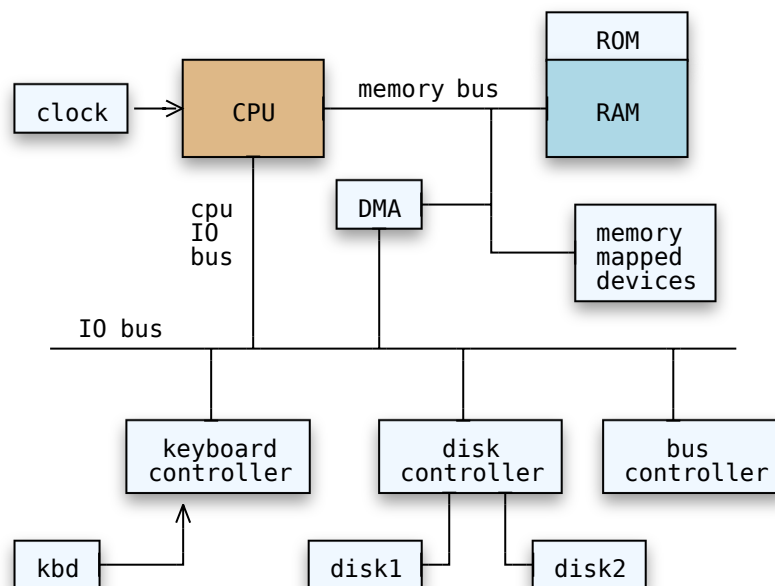 ROM
clock
CPU
memory bus
RAM
cpu
IO
bus
DMA
memory
mapped
devices
IO bus
keyboard
controller
disk
controller
bus
controller
kbd
disk1
disk2